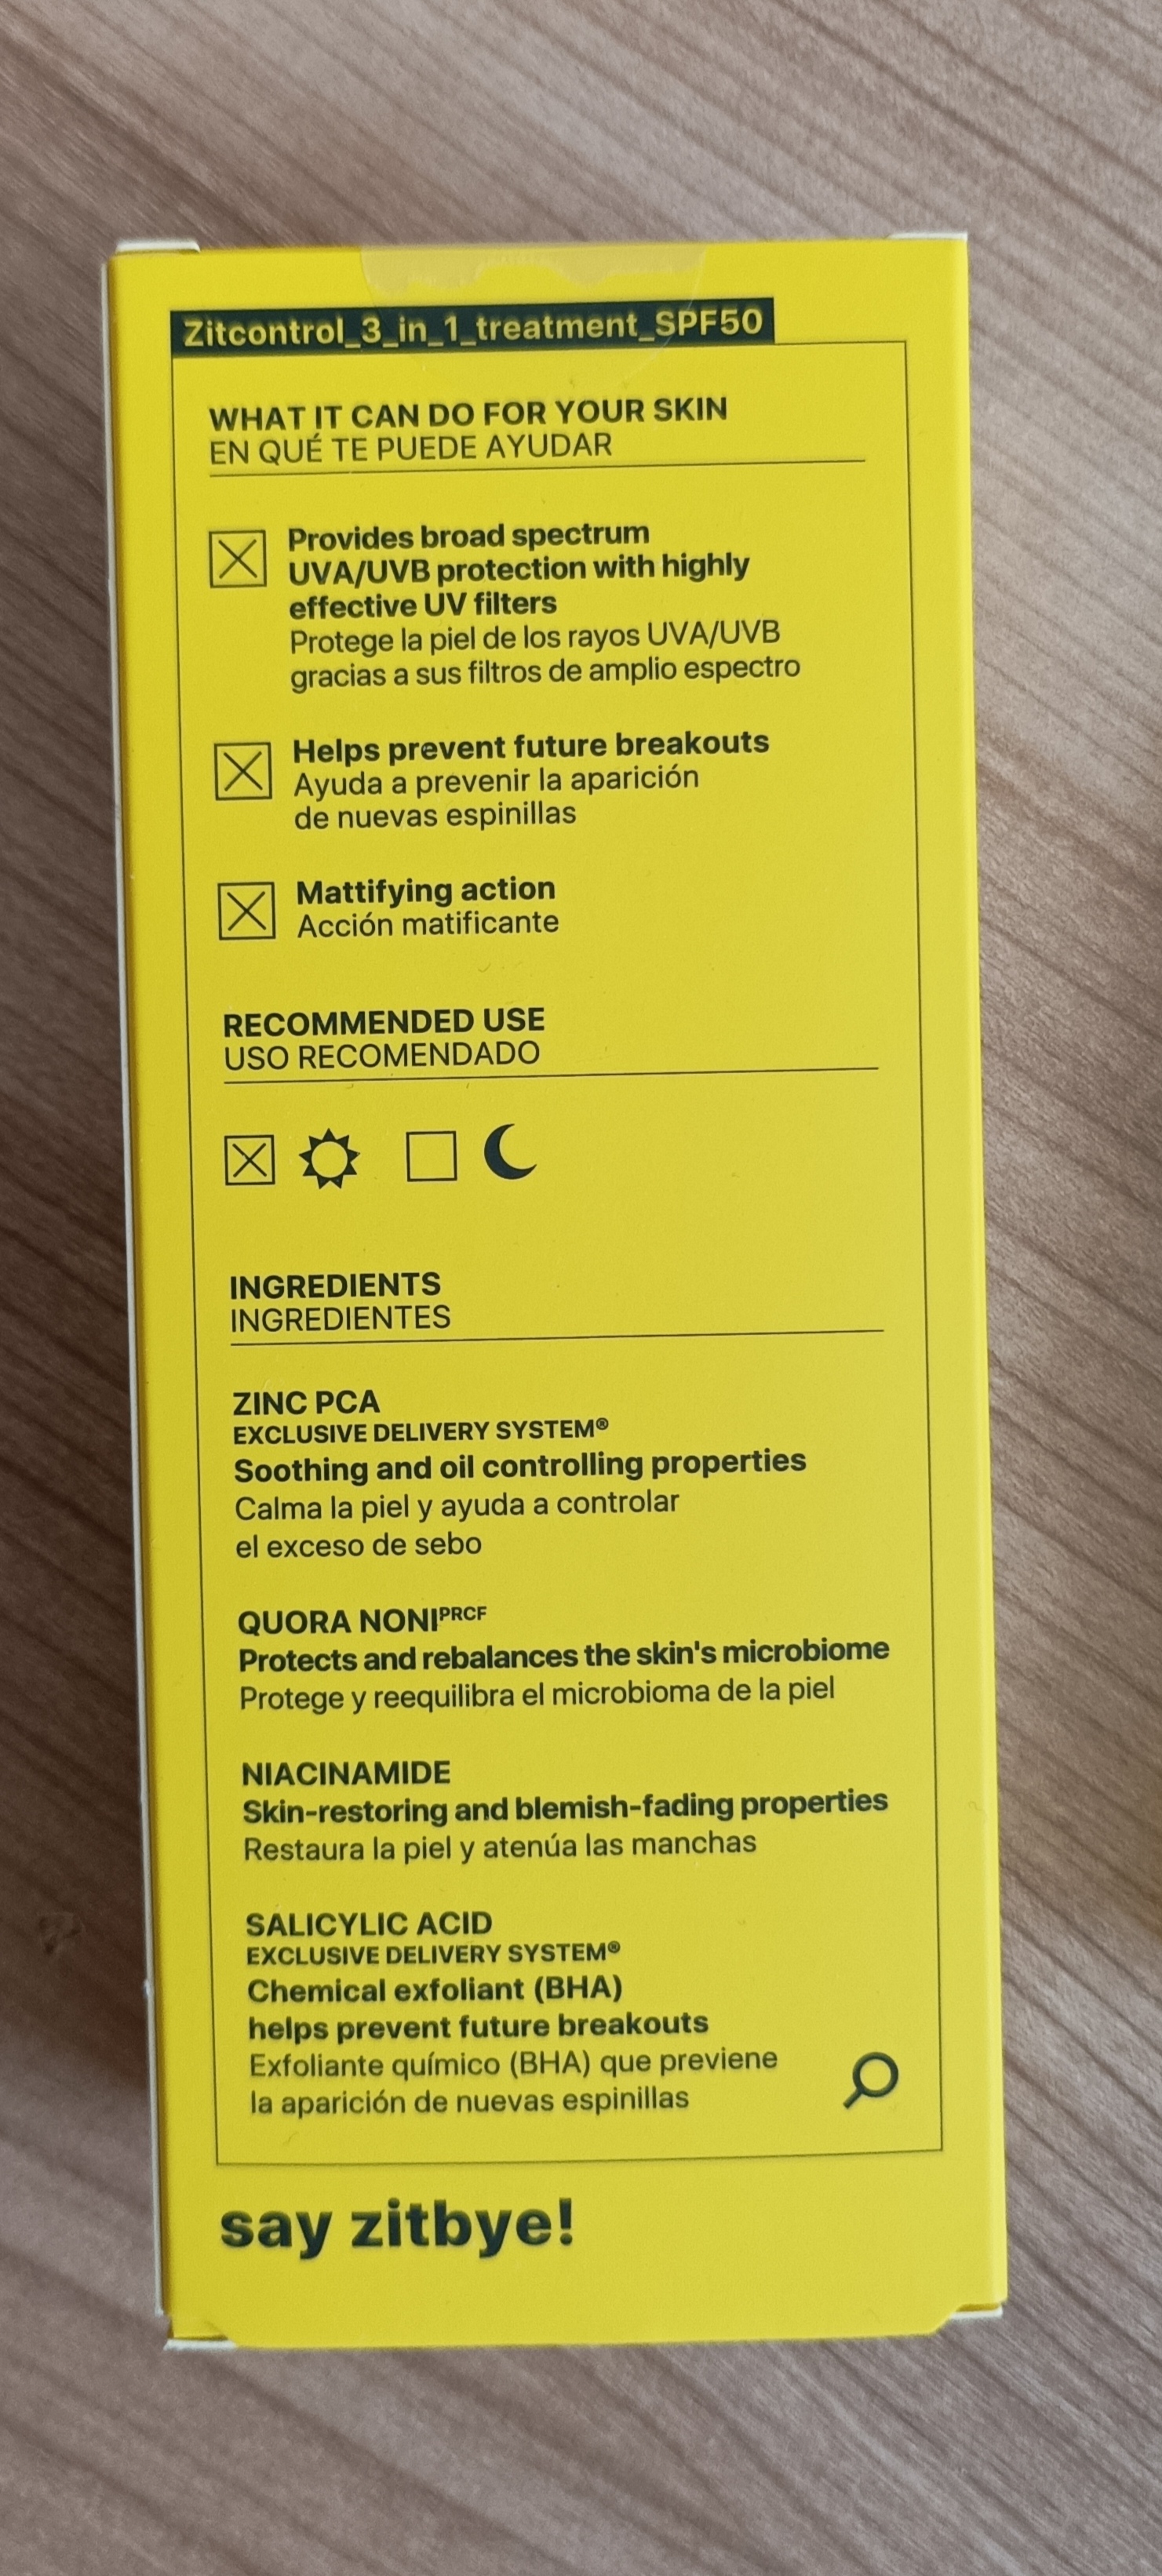 Zitcontrol_3_in_1_treatment_SPF50
WHAT IT CAN DO FOR YOUR SKIN
EN QUÉ TE PUEDE AYUDAR
Provides broad spectrum
UVA/UVB protection with highly
effective UV filters
Protege la piel de los rayos UVA/UVB
gracias a sus filtros de amplio espectro
Helps prevent future breakouts
Ayuda a prevenir la aparición
de nuevas espinillas
Mattifying action
Acción matificante
RECOMMENDED USE
USO RECOMENDADO
INGREDIENTS
INGREDIENTES
ZINC PCA
EXCLUSIVE DELIVERY SYSTEM®
Soothing and oil controlling properties
Calma la piel y ayuda a controlar
el exceso de sebo
QUORA NONI PRCF
Protects and rebalances the skin's microbiome
Protege y reequilibra el microbioma de la piel
NIACINAMIDE
Skin-restoring and blemish-fading properties
Restaura la piel y atenúa las manchas
SALICYLIC ACID
EXCLUSIVE DELIVERY SYSTEM®
Chemical exfoliant (BHA)
helps prevent future breakouts
Exfoliante químico (BHA) que previene
la aparición de nuevas espinillas
say zitbye!